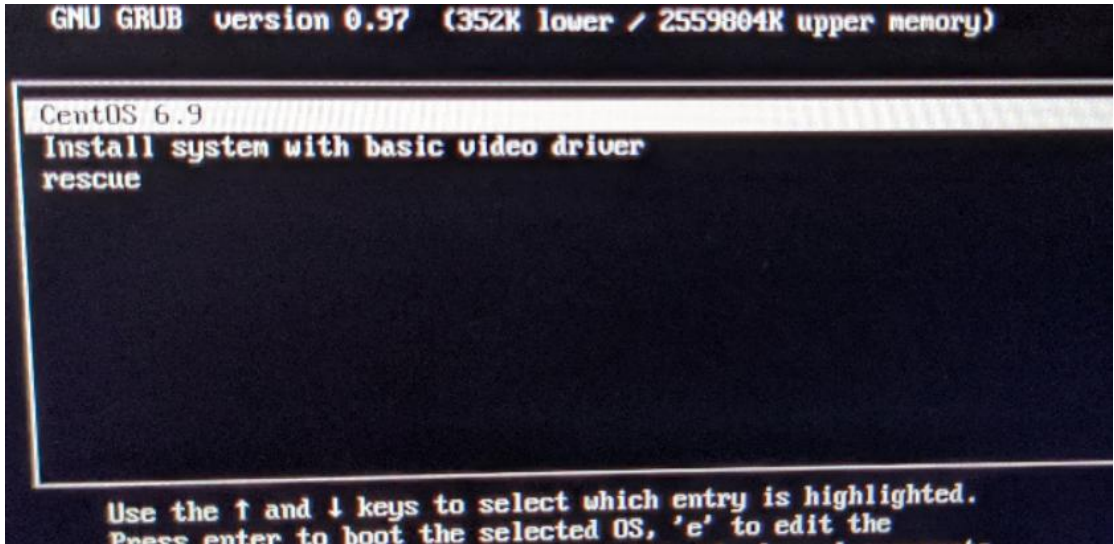 GNU GRUB version 0.97 (352K lower / 2559804K upper memory)
CentOS 6.9
Install system with basic video driver
rescue
Use the ↑ and ↓ keys to select which entry is highlighted.
Press enter to boot the selected OS, 'e' to edit the